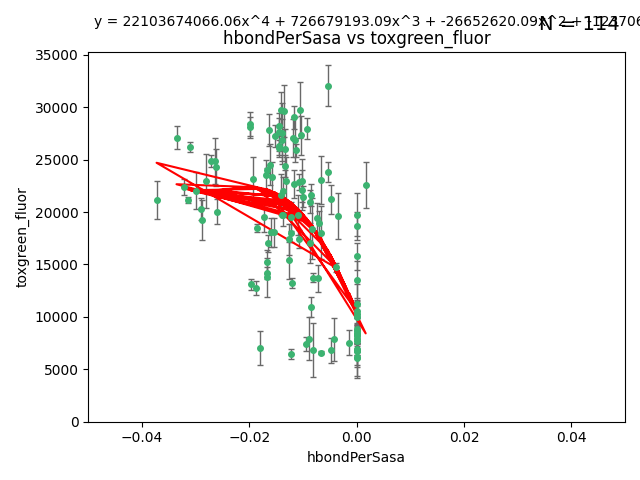 y = 22103674066.06x^4 + 726679193.09x^3 + -26652620.09x^2 +
N = 114
hbondPerSasa vs toxgreen_fluor
35000
30000
25000
20000
15000
10000
5000
0
toxgreen_fluor
−0.04 −0.02 0.00 0.02 0.04
hbondPerSasa